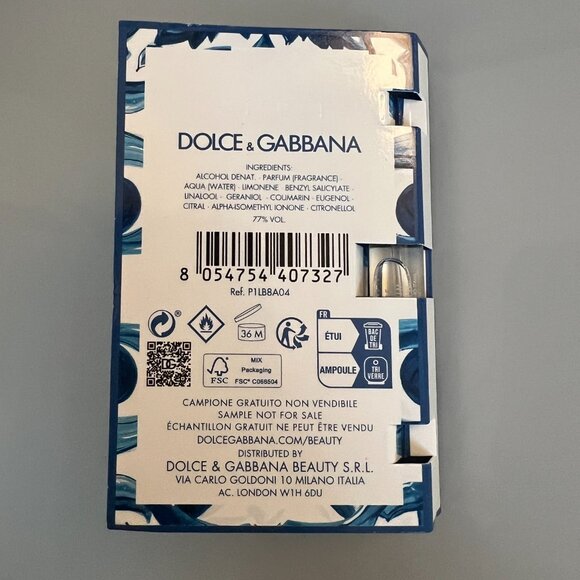 DOLCE & GABBANA
INGREDIENTS:
ALCOHOL DENAT. · PARFUM (FRAGRANCE) ·
AQUA (WATER) · LIMONENE · BENZYL SALICYLATE ·
LINALOOL · GERANIOL · COUMARIN · EUGENOL ·
CITRAL · ALPHA-ISOMETHYL IONONE · CITRONELLOL
77% VOL.
8 054754 407327
Ref. P1LB8A04
36 M
FR
ÉTUI
BAC DE TRI
AMPOULE
TRI VERRE
DG
FSC
MIX
Packaging
FSC® C068504
CAMPIONE GRATUITO NON VENDIBILE
SAMPLE NOT FOR SALE
ÉCHANTILLON GRATUIT NE PEUT ÊTRE VENDU
DOLCEGABBANA.COM/BEAUTY
DISTRIBUTED BY
DOLCE & GABBANA BEAUTY S.R.L.
VIA CARLO GOLDONI 10 MILANO ITALIA
AC. LONDON W1H 6DU